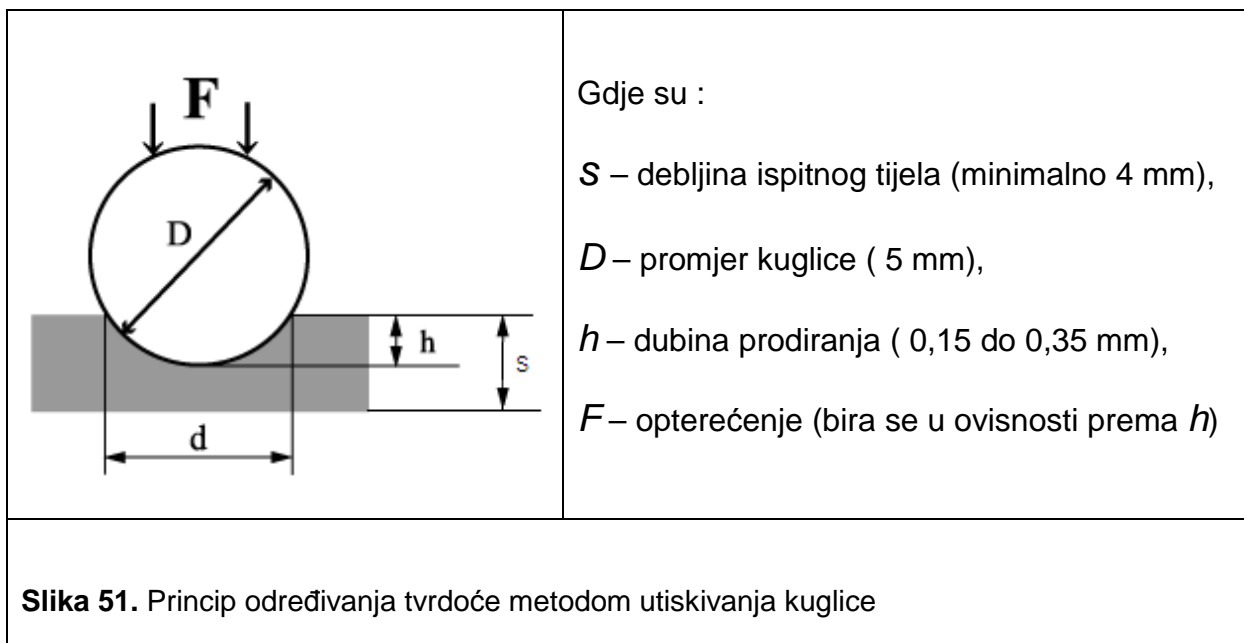 F
D
h
s
d
Gdje su :
s – debljina ispitnog tijela (minimalno 4 mm),
D – promjer kuglice ( 5 mm),
h – dubina prodiranja ( 0,15 do 0,35 mm),
F – opterećenje (bira se u ovisnosti prema h)
Slika 51. Princip određivanja tvrdoće metodom utiskivanja kuglice